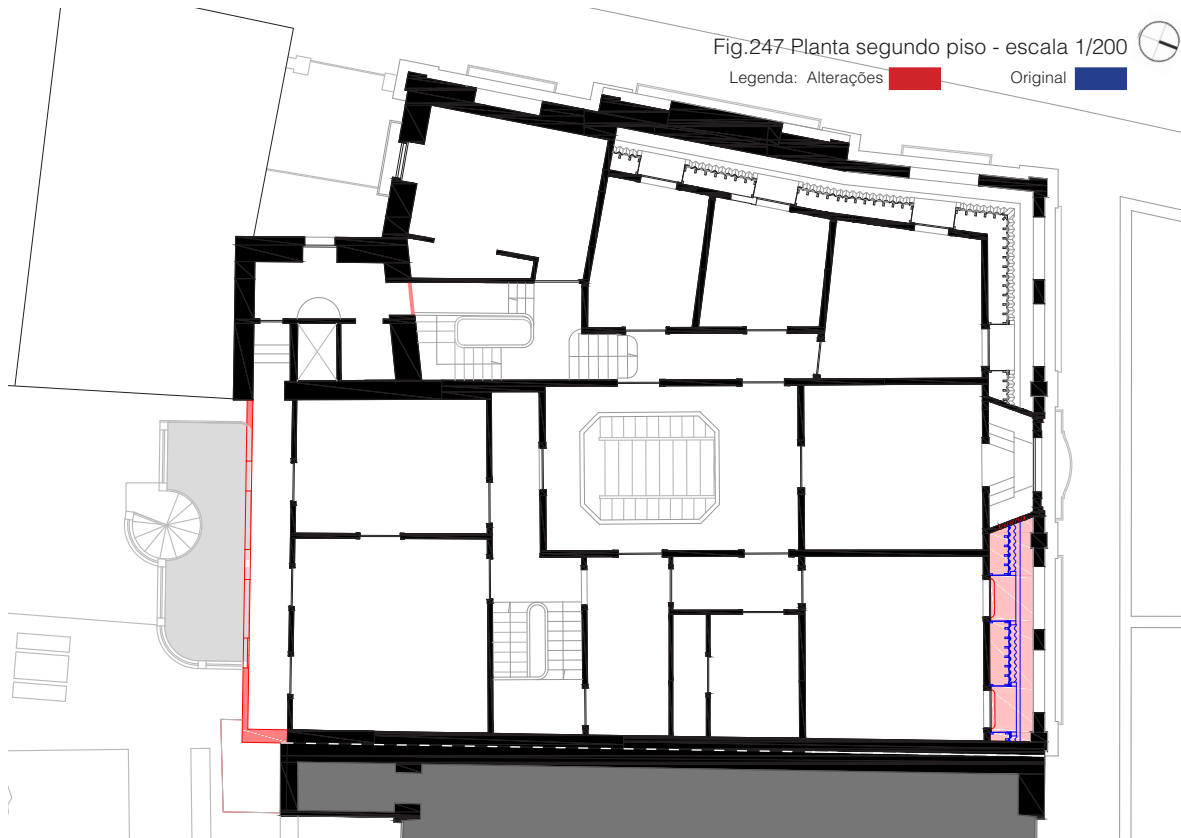 Fig.247 Planta segundo piso - escala 1/200
Legenda: Alterações Original